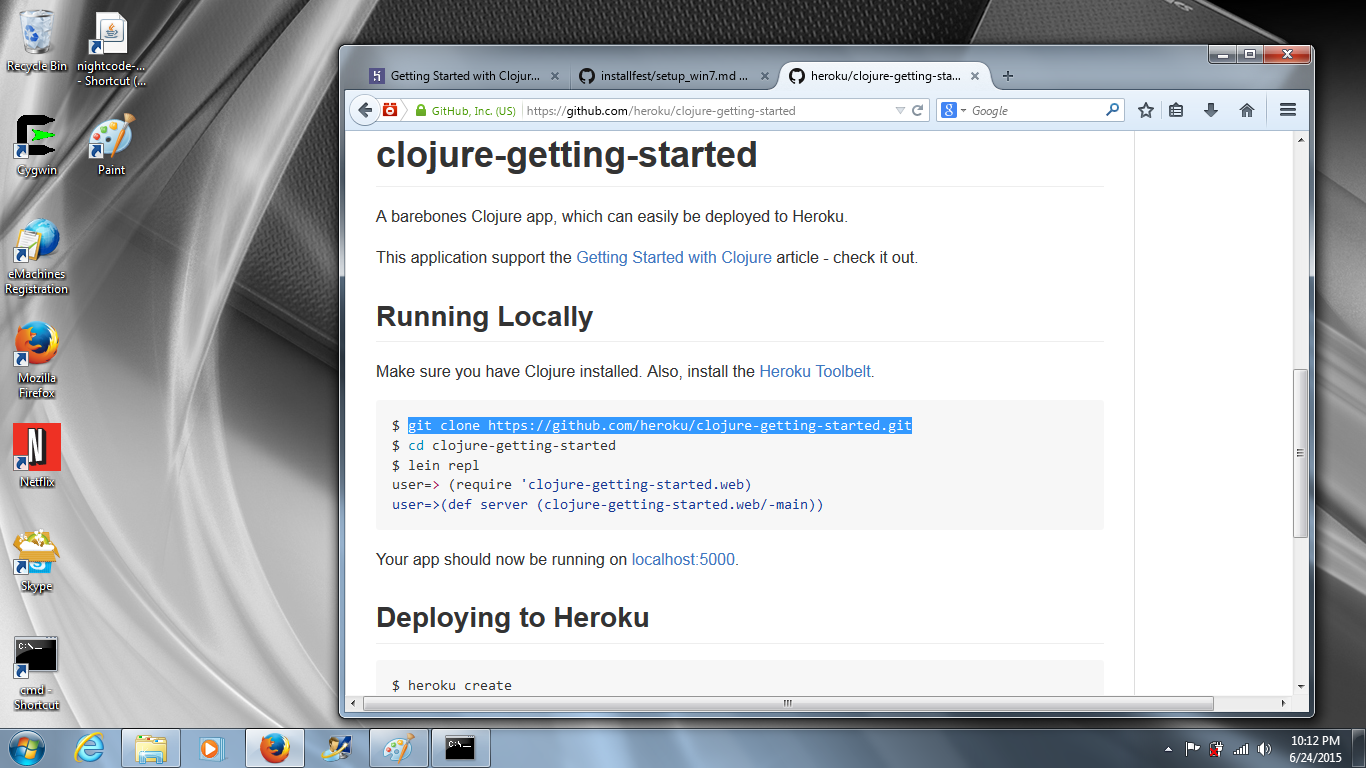 Recycle Bin
nightcode-...
- Shortcut (...
Cygwin
Paint
eMachines
Registration
Mozilla
Firefox
N
Netflix
S
Skype
C:\_
cmd -
Shortcut
Getting Started with Clojur...
installfest/setup_win7.md ...
heroku/clojure-getting-sta...
GitHub, Inc. (US)
https://github.com/heroku/clojure-getting-started
8
Google
clojure-getting-started
A barebones Clojure app, which can easily be deployed to Heroku.
This application support the Getting Started with Clojure article - check it out.
Running Locally
Make sure you have Clojure installed. Also, install the Heroku Toolbelt.
$ git clone https://github.com/heroku/clojure-getting-started.git
$ cd clojure-getting-started
$ lein repl
user=> (require 'clojure-getting-started.web)
user=>(def server (clojure-getting-started.web/-main))
Your app should now be running on localhost:5000.
Deploying to Heroku
$ heroku create
C:\_
10:12 PM
6/24/2015